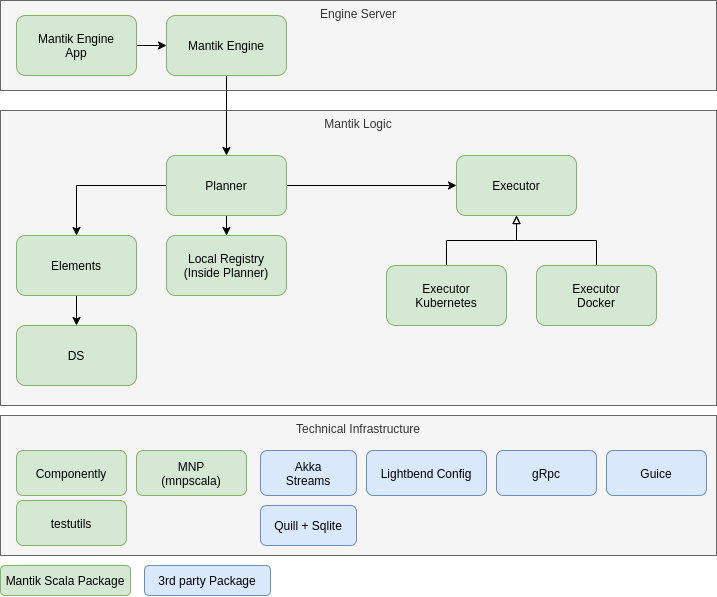 Engine Server
Mantik Engine
App
Mantik Engine
Mantik Logic
Planner
Executor
Elements
Local Registry
(Inside Planner)
Executor
Kubernetes
Executor
Docker
DS
Technical Infrastructure
Componently
MNP
(mnpscala)
Akka
Streams
Lightbend Config
gRpc
Guice
testutils
Quill + Sqlite
Mantik Scala Package
3rd party Package